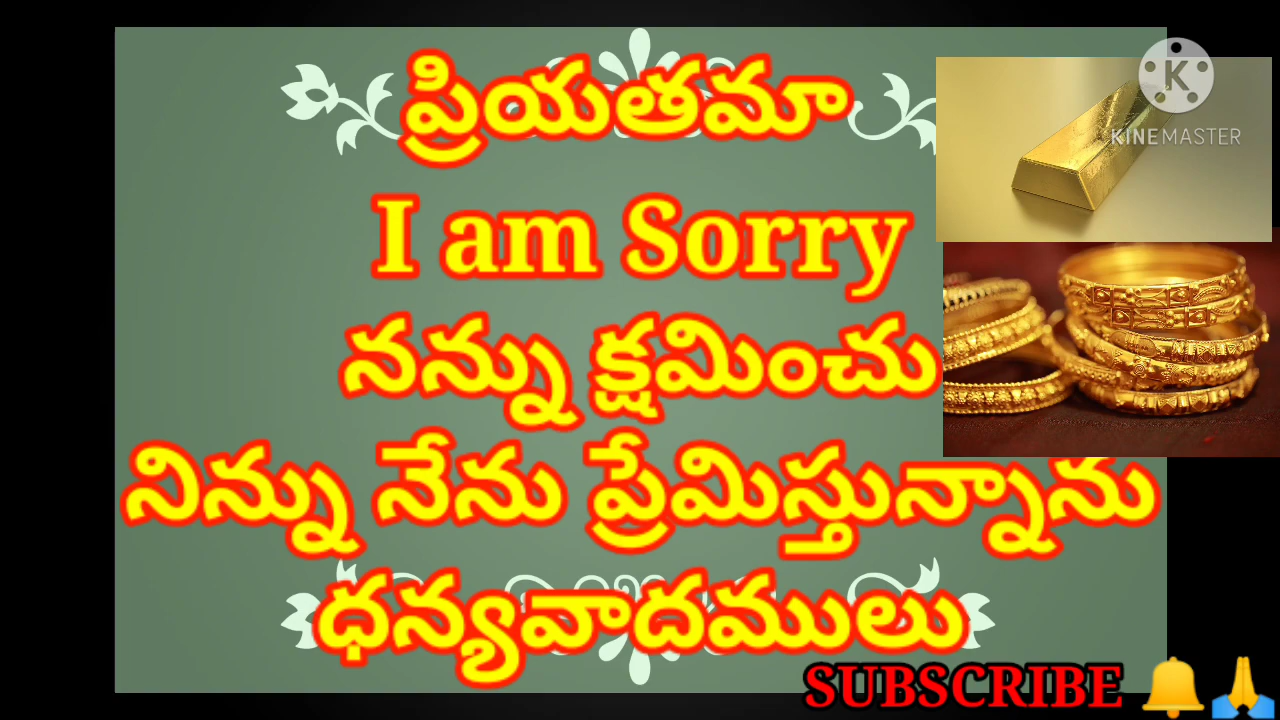 ప్రియతమా
I am Sorry
నన్ను క్షమించు
నిన్ను నేను ప్రేమిస్తున్నాను
ధన్యవాదములు
K
KINEMASTER
SUBSCRIBE 🔔🙏